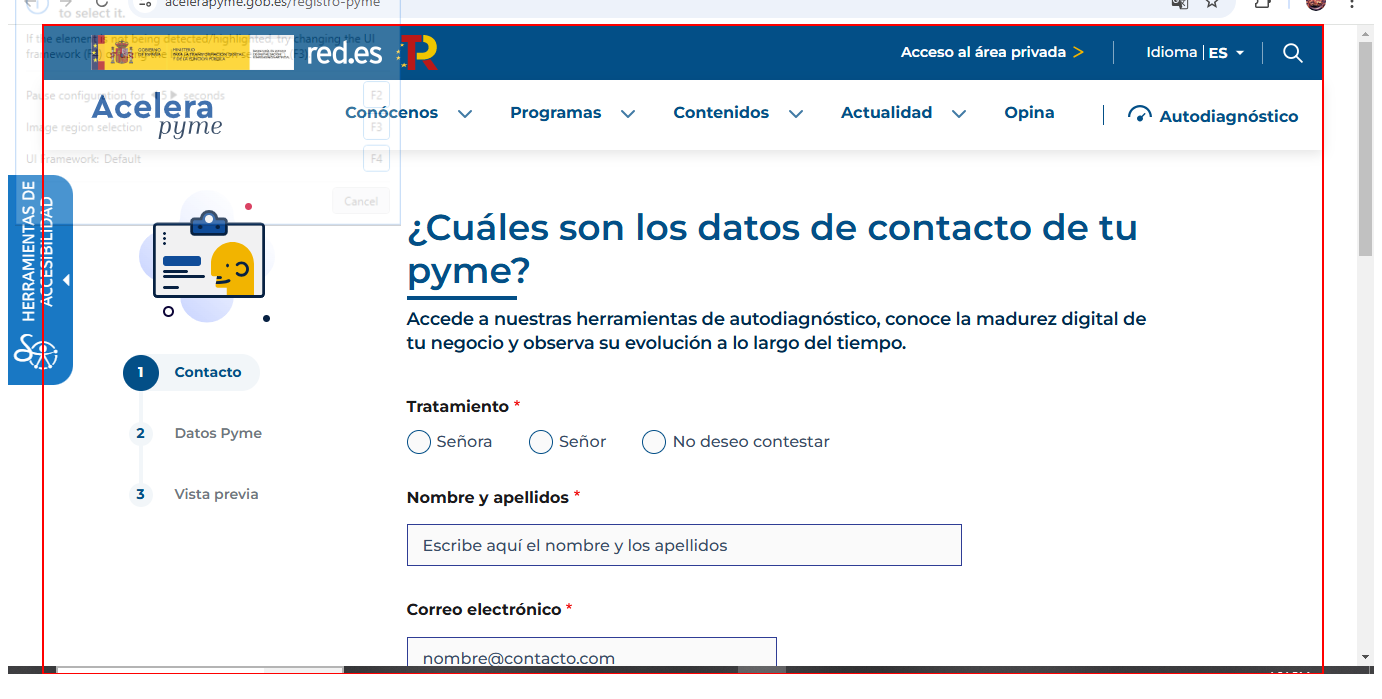 acelerapyme.gob.es/registro-pyme
to select it.
If the element is not being detected/highlighted, try changing the UI
framework
Pause configuration for 5 seconds F2
Image region selection F3
UI Framework: Default F4
Cancel
red.es
Acceso al área privada >
Idioma | ES
Acelera
pyme
Conócenos
Programas
Contenidos
Actualidad
Opina
Autodiagnóstico
HERRAMIENTAS DE
ACCESIBILIDAD
¿Cuáles son los datos de contacto de tu
pyme?
Accede a nuestras herramientas de autodiagnóstico, conoce la madurez digital de
tu negocio y observa su evolución a lo largo del tiempo.
1 Contacto
2 Datos Pyme
3 Vista previa
Tratamiento *
Señora Señor No deseo contestar
Nombre y apellidos *
Escribe aquí el nombre y los apellidos
Correo electrónico *
nombre@contacto.com